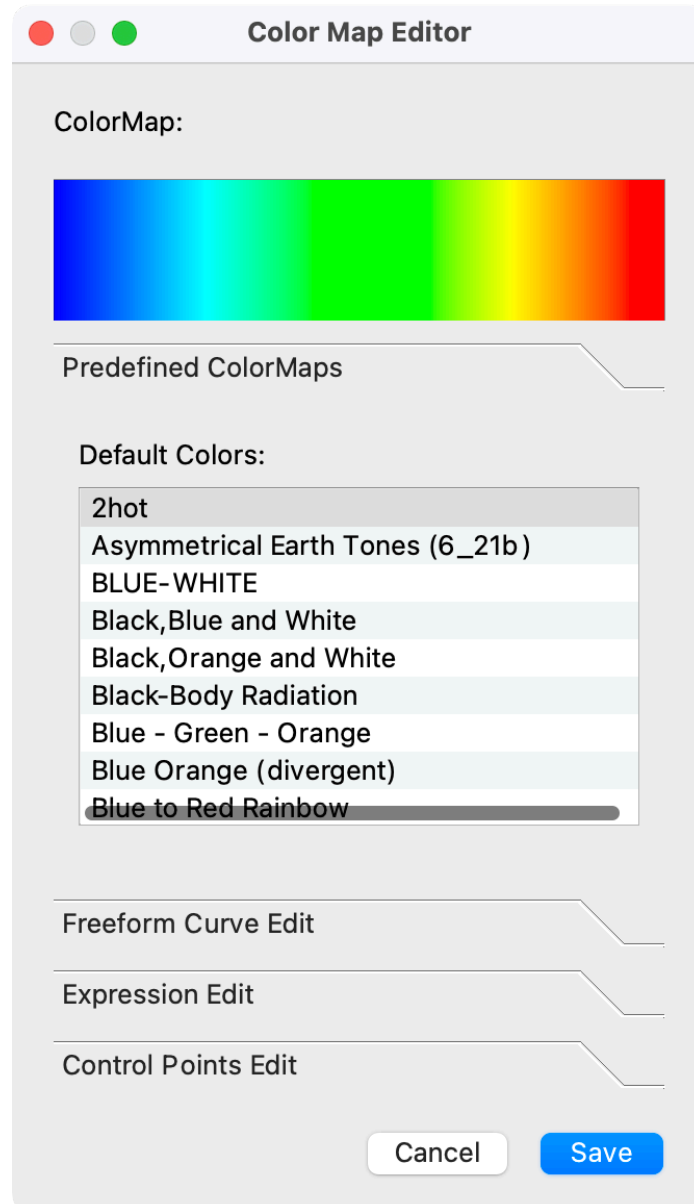 Color Map Editor
ColorMap:
Predefined ColorMaps
Default Colors:
2hot
Asymmetrical Earth Tones (6_21b)
BLUE-WHITE
Black,Blue and White
Black,Orange and White
Black-Body Radiation
Blue - Green - Orange
Blue Orange (divergent)
Blue to Red Rainbow
Freeform Curve Edit
Expression Edit
Control Points Edit
Cancel Save